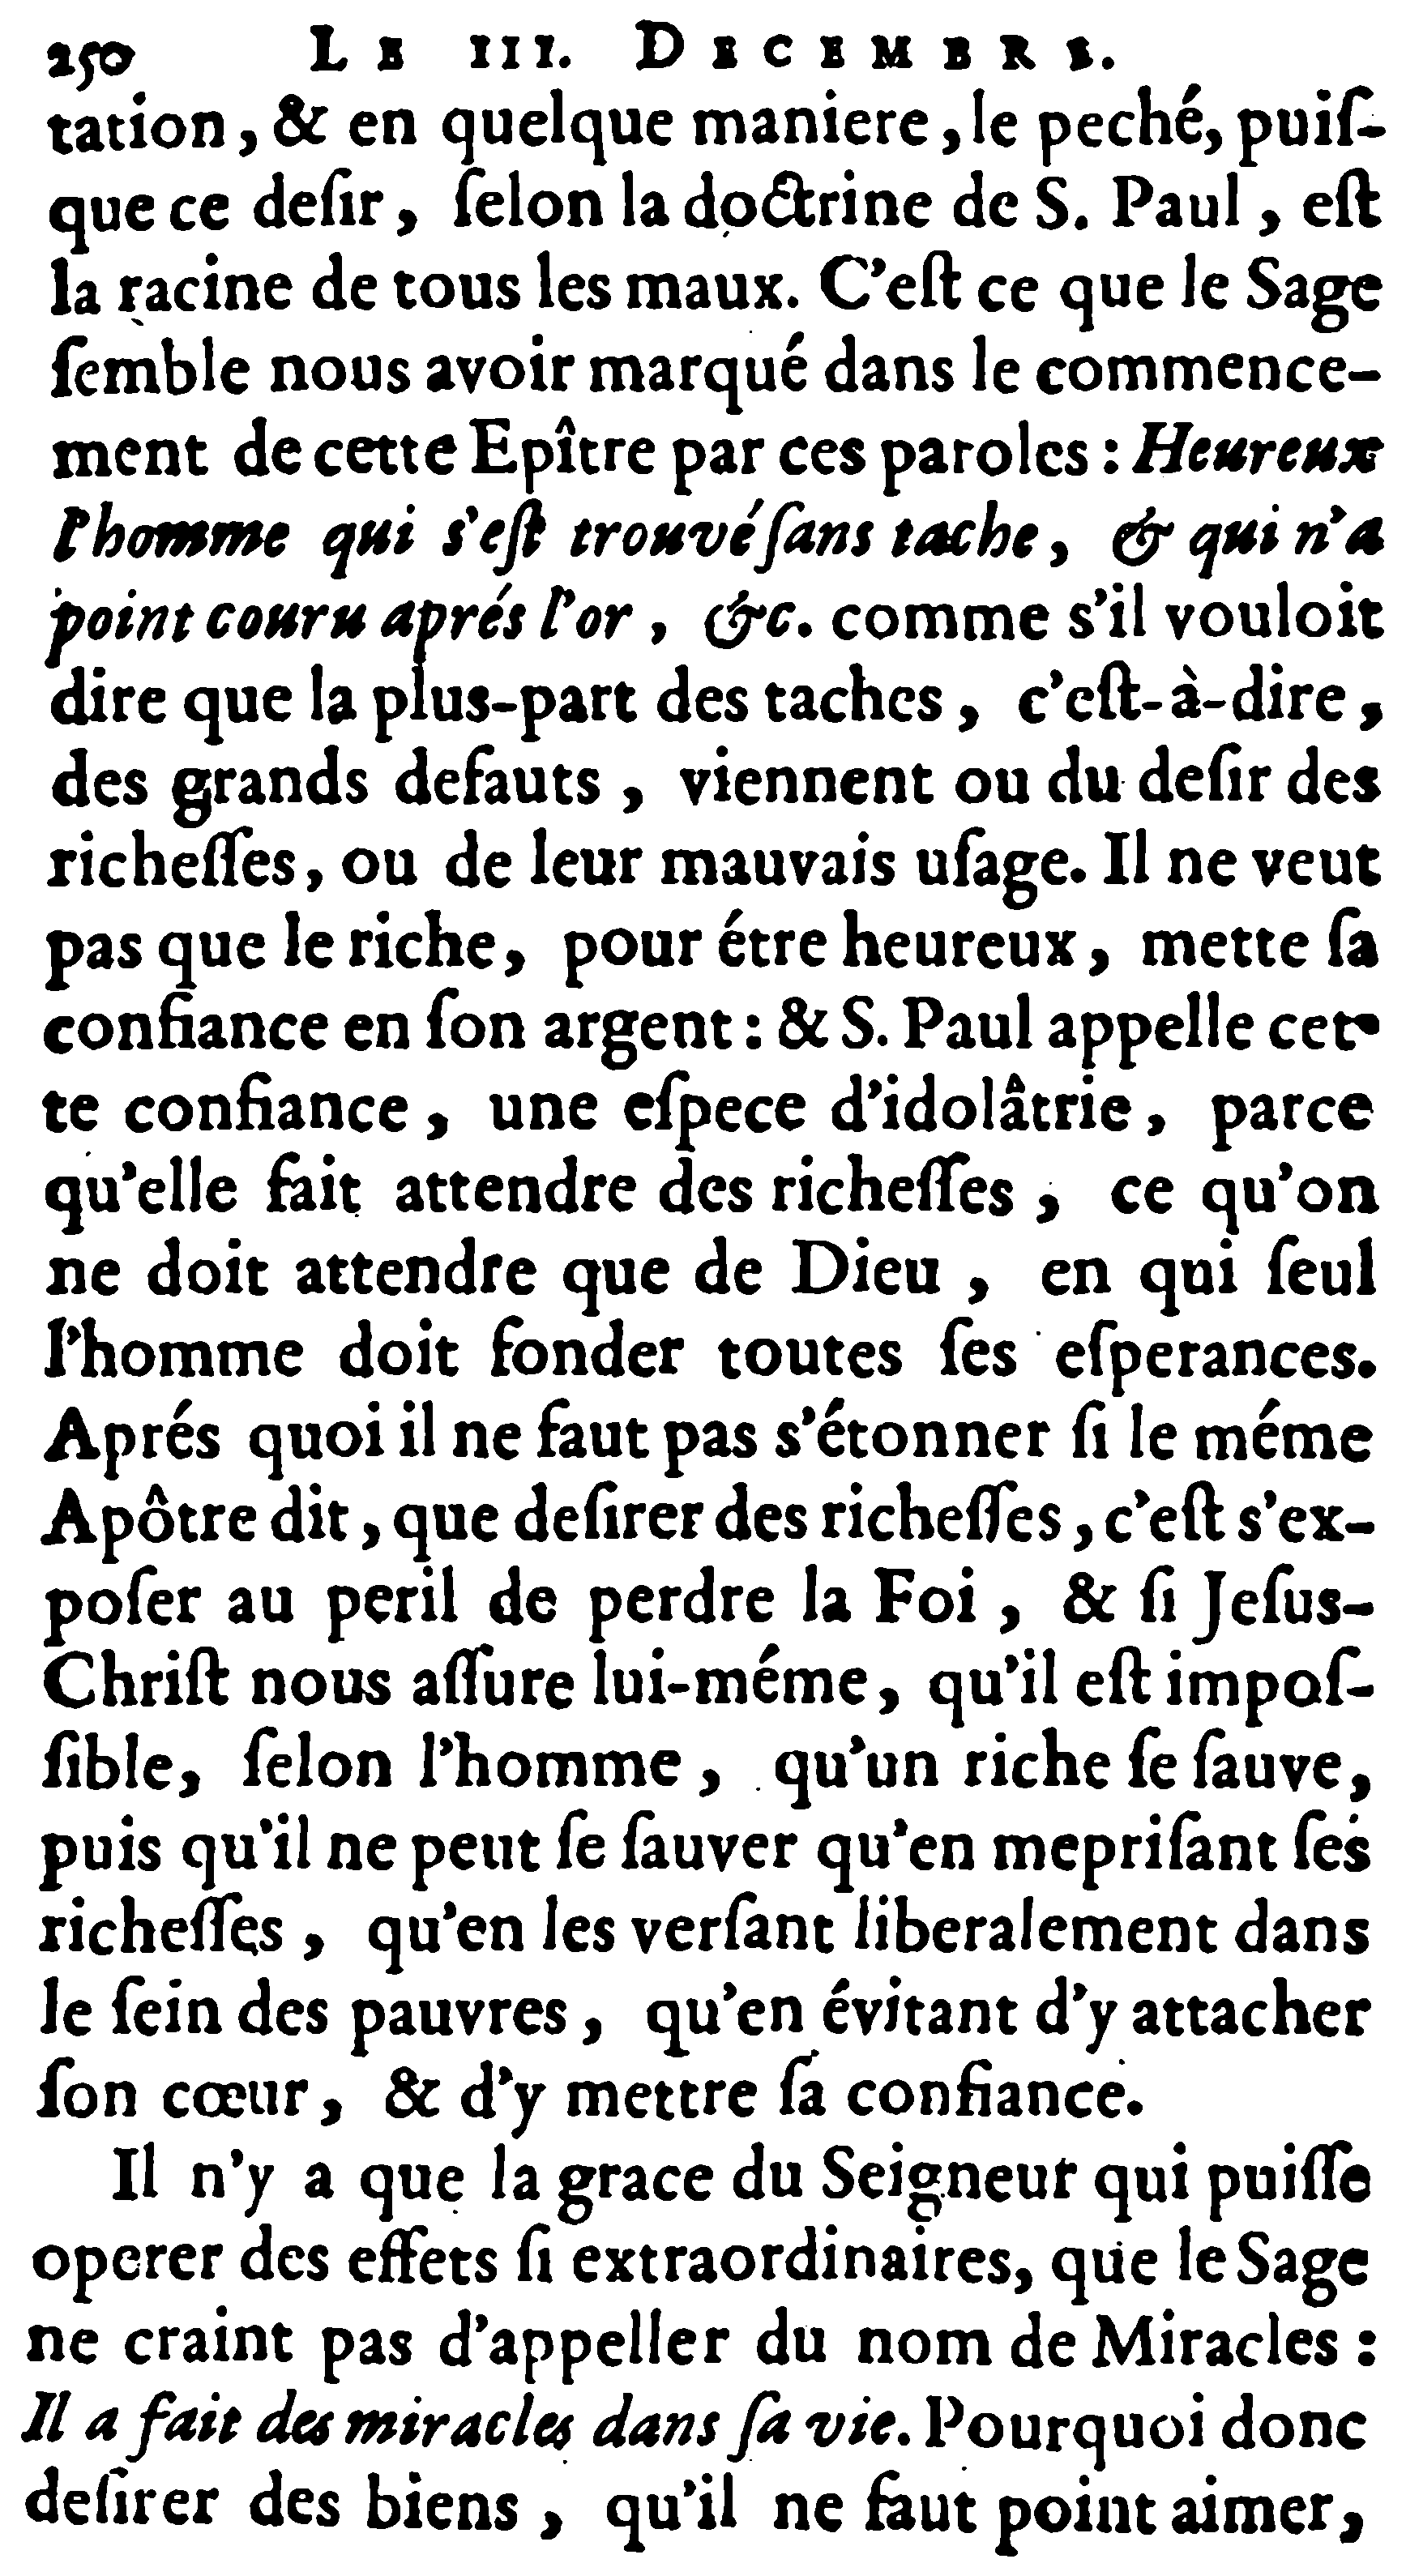 250 LE III. DECEMBRE.
tation, & en quelque maniere, le peché, puiſ-
que ce deſir, ſelon la doctrine de S. Paul, eſt
la racine de tous les maux. C'eſt ce que le Sage
ſemble nous avoir marqué dans le commence-
ment de cette Epître par ces paroles : Heureux
l'homme qui s'eſt trouvé ſans tache, & qui n'a
point couru aprés l'or, &c. comme s'il vouloit
dire que la plus-part des taches, c'eſt-à-dire,
des grands defauts, viennent ou du deſir des
richeſſes, ou de leur mauvais uſage. Il ne veut
pas que le riche, pour étre heureux, mette ſa
confiance en ſon argent : & S. Paul appelle cet-
te confiance, une eſpece d'idolâtrie, parce
qu'elle fait attendre des richeſſes, ce qu'on
ne doit attendre que de Dieu, en qui ſeul
l'homme doit fonder toutes ſes eſperances.
Aprés quoi il ne faut pas s'étonner ſi le méme
Apôtre dit, que deſirer des richeſſes, c'eſt s'ex-
poſer au peril de perdre la Foi, & ſi Jeſus-
Chriſt nous aſſure lui-méme, qu'il eſt impoſ-
ſible, ſelon l'homme, qu'un riche ſe ſauve,
puis qu'il ne peut ſe ſauver qu'en mepriſant ſes
richeſſes, qu'en les verſant liberalement dans
le ſein des pauvres, qu'en évitant d'y attacher
ſon cœur, & d'y mettre ſa confiance.
Il n'y a que la grace du Seigneur qui puiſſe
operer des effets ſi extraordinaires, que le Sage
ne craint pas d'appeller du nom de Miracles :
Il a fait des miracles dans ſa vie. Pourquoi donc
deſirer des biens, qu'il ne faut point aimer,